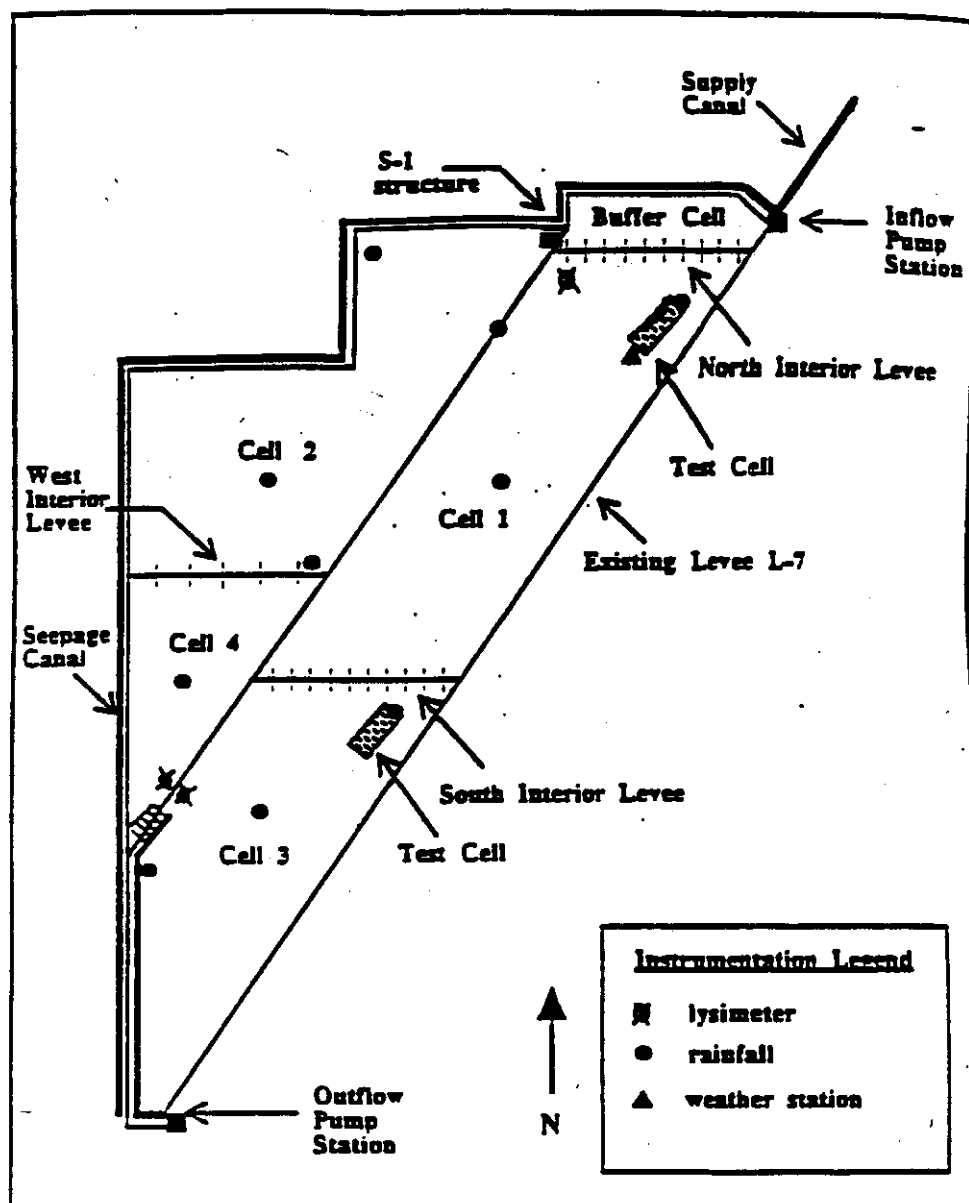 Supply
Canal
S-1
structure
Buffer Cell
Inflow
Pump
Station
North Interior Levee
Test Cell
Cell 2
West
Interior
Levee
Cell 1
Existing Levee L-7
Seepage
Canal
Cell 4
South Interior Levee
Cell 3
Test Cell
Instrumentation Legend
lysimeter
rainfall
weather station
N
Outflow
Pump
Station